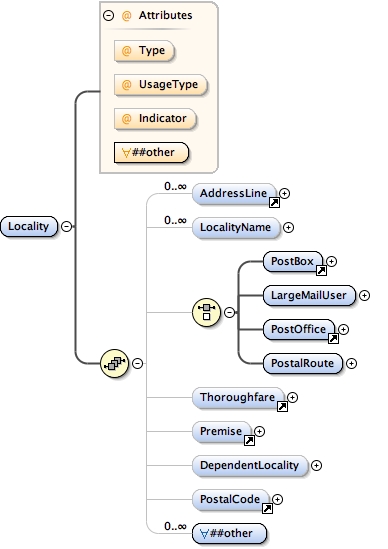 @ Attributes
@ Type
@ UsageType
@ Indicator
∀##other
0..∞
AddressLine
0..∞
LocalityName
Locality
PostBox
LargeMailUser
PostOffice
PostalRoute
Thoroughfare
Premise
DependentLocality
PostalCode
0..∞
∀##other